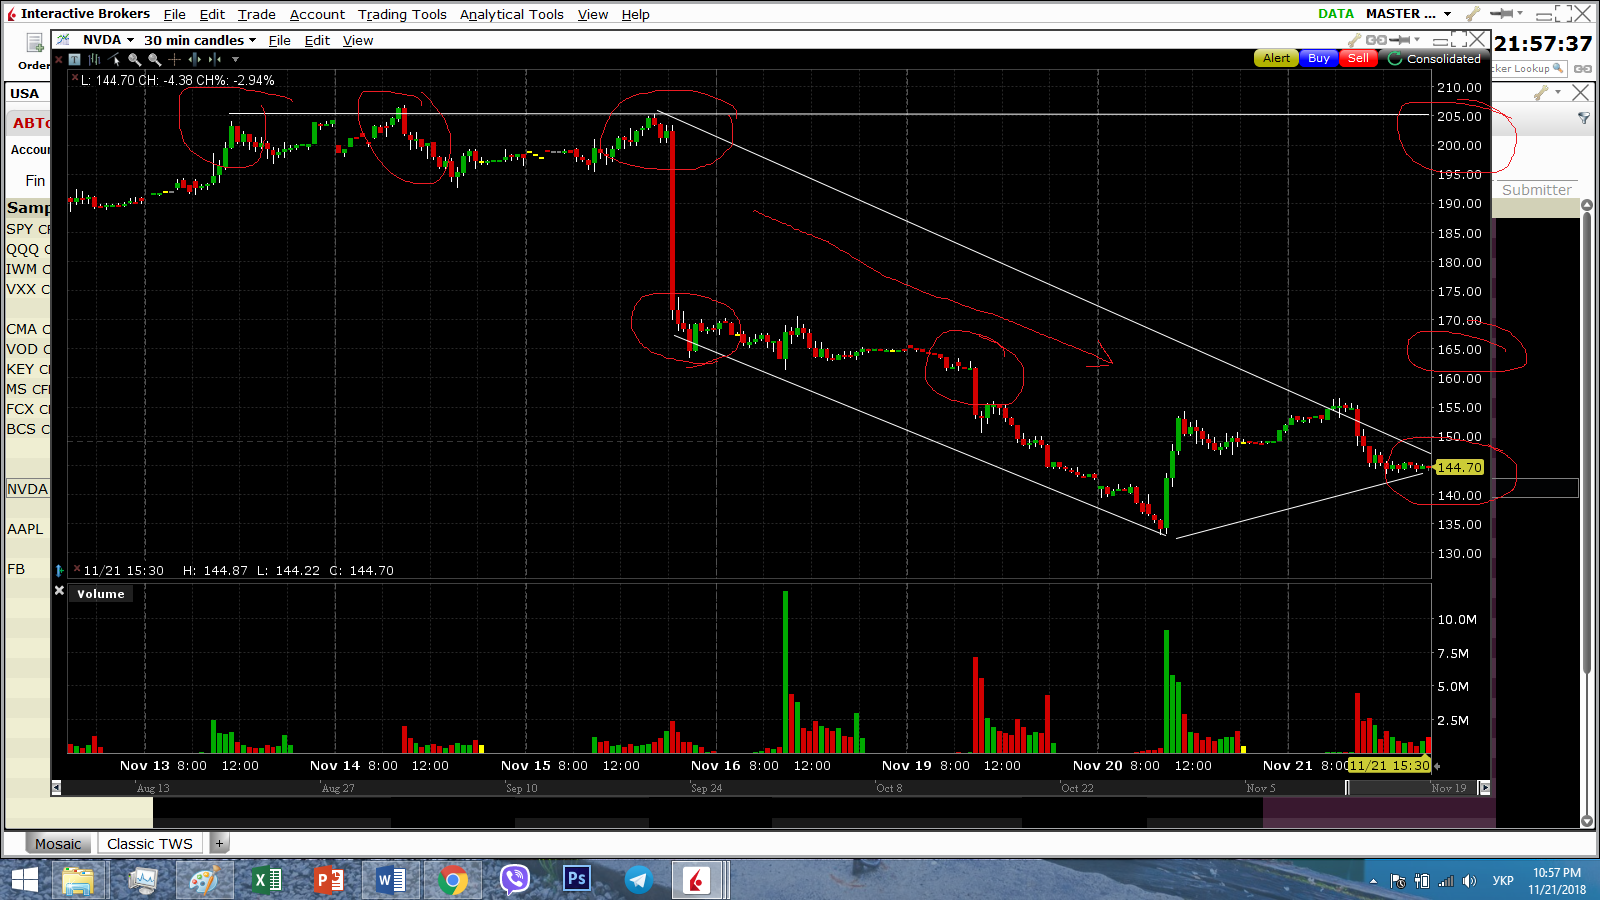 Interactive Brokers File Edit Trade Account Trading Tools Analytical Tools View Help DATA MASTER ...
Order
NVDA 30 min candles File Edit View
21:57:37
Alert Buy Sell Consolidated
cker Lookup
L: 144.70 CH: -4.38 CH%: -2.94%
USA
ABTo
Accour
Fin
Samp
SPY CF
QQQ C
IWM C
VXX C
CMA C
VOD C
KEY CF
MS CFI
FCX CI
BCS C
NVDA
AAPL
FB
Submitter
210.00
205.00
200.00
195.00
190.00
185.00
180.00
175.00
170.00
165.00
160.00
155.00
150.00
144.70
140.00
135.00
130.00
11/21 15:30 H: 144.87 L: 144.22 C: 144.70
Volume
10.0M
7.5M
5.0M
2.5M
Nov 13 8:00 12:00 Nov 14 8:00 12:00 Nov 15 8:00 12:00 Nov 16 8:00 12:00 Nov 19 8:00 12:00 Nov 20 8:00 12:00 Nov 21 8:00 11/21 15:30
Aug 13 Aug 27 Sep 10 Sep 24 Oct 8 Oct 22 Nov 5 Nov 19
Mosaic Classic TWS +
УКР
10:57 PM
11/21/2018